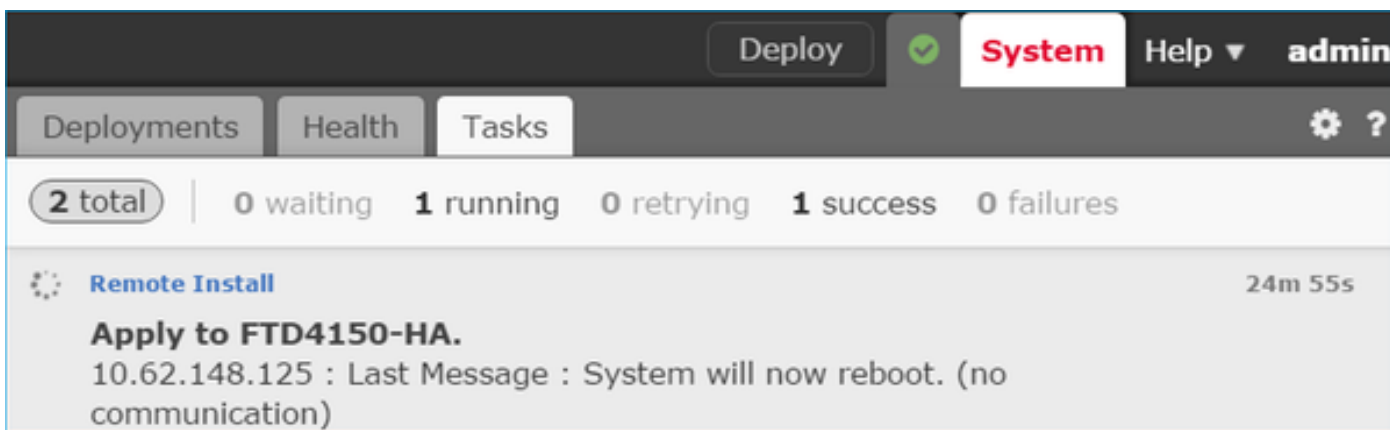 Deploy System Help ▼ admin
Deployments Health Tasks ?
2 total 0 waiting 1 running 0 retrying 1 success 0 failures
Remote Install 24m 55s
Apply to FTD4150-HA.
10.62.148.125 : Last Message : System will now reboot. (no
communication)